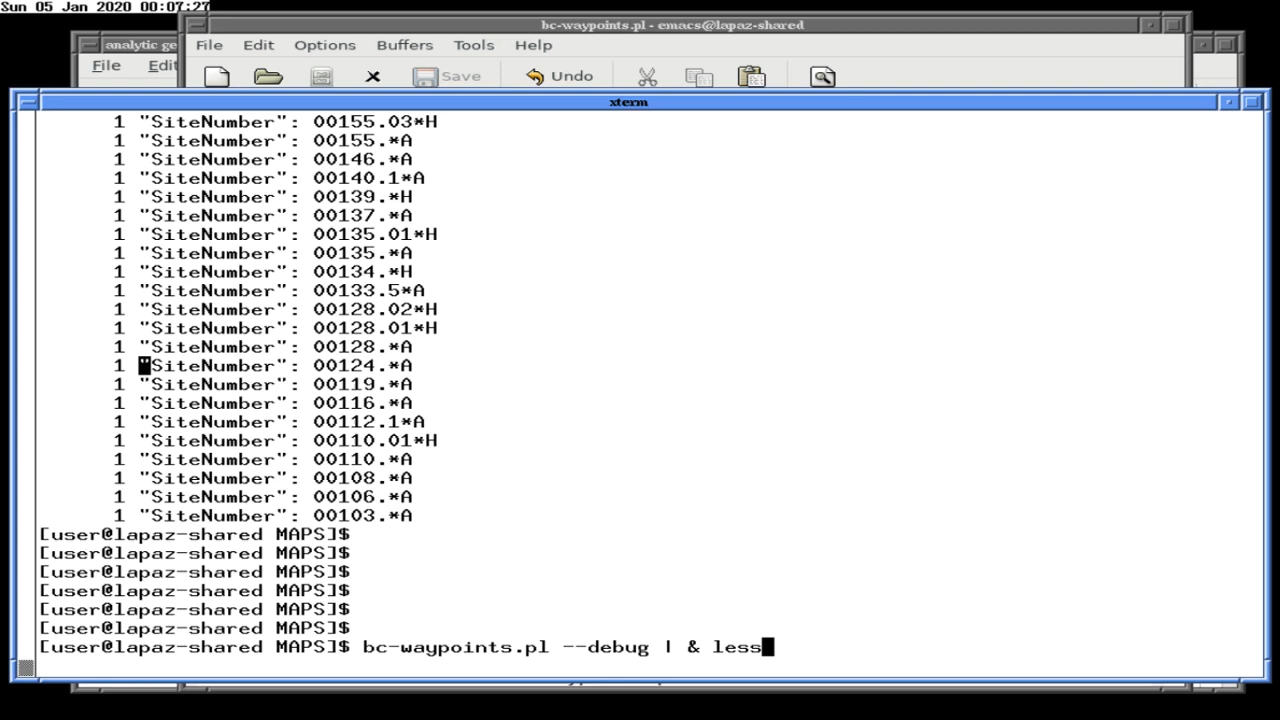 Sun 05 Jan 2020 00:07:27
bc-waypoints.pl - emacs@lapaz-shared
analytic ge
File Edit Options Buffers Tools Help
File Edit
Save Undo
xterm
1 "SiteNumber": 00155.03*H
1 "SiteNumber": 00155.*A
1 "SiteNumber": 00146.*A
1 "SiteNumber": 00140.1*A
1 "SiteNumber": 00139.*H
1 "SiteNumber": 00137.*A
1 "SiteNumber": 00135.01*H
1 "SiteNumber": 00135.*A
1 "SiteNumber": 00134.*H
1 "SiteNumber": 00133.5*A
1 "SiteNumber": 00128.02*H
1 "SiteNumber": 00128.01*H
1 "SiteNumber": 00128.*A
1 "SiteNumber": 00124.*A
1 "SiteNumber": 00119.*A
1 "SiteNumber": 00116.*A
1 "SiteNumber": 00112.1*A
1 "SiteNumber": 00110.01*H
1 "SiteNumber": 00110.*A
1 "SiteNumber": 00108.*A
1 "SiteNumber": 00106.*A
1 "SiteNumber": 00103.*A
[user@lapaz-shared MAPS]$
[user@lapaz-shared MAPS]$
[user@lapaz-shared MAPS]$
[user@lapaz-shared MAPS]$
[user@lapaz-shared MAPS]$
[user@lapaz-shared MAPS]$
[user@lapaz-shared MAPS]$ bc-waypoints.pl --debug | & less